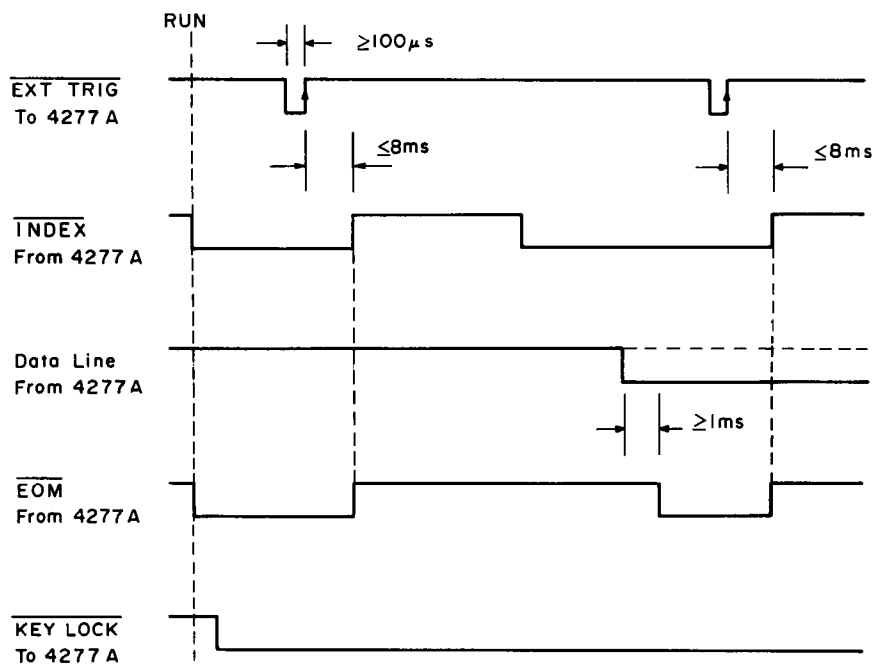 RUN
≥100μs
EXT TRIG
To 4277A
≤8ms
≤8ms
INDEX
From 4277A
Data Line
From 4277A
≥1ms
EOM
From 4277A
KEY LOCK
To 4277A